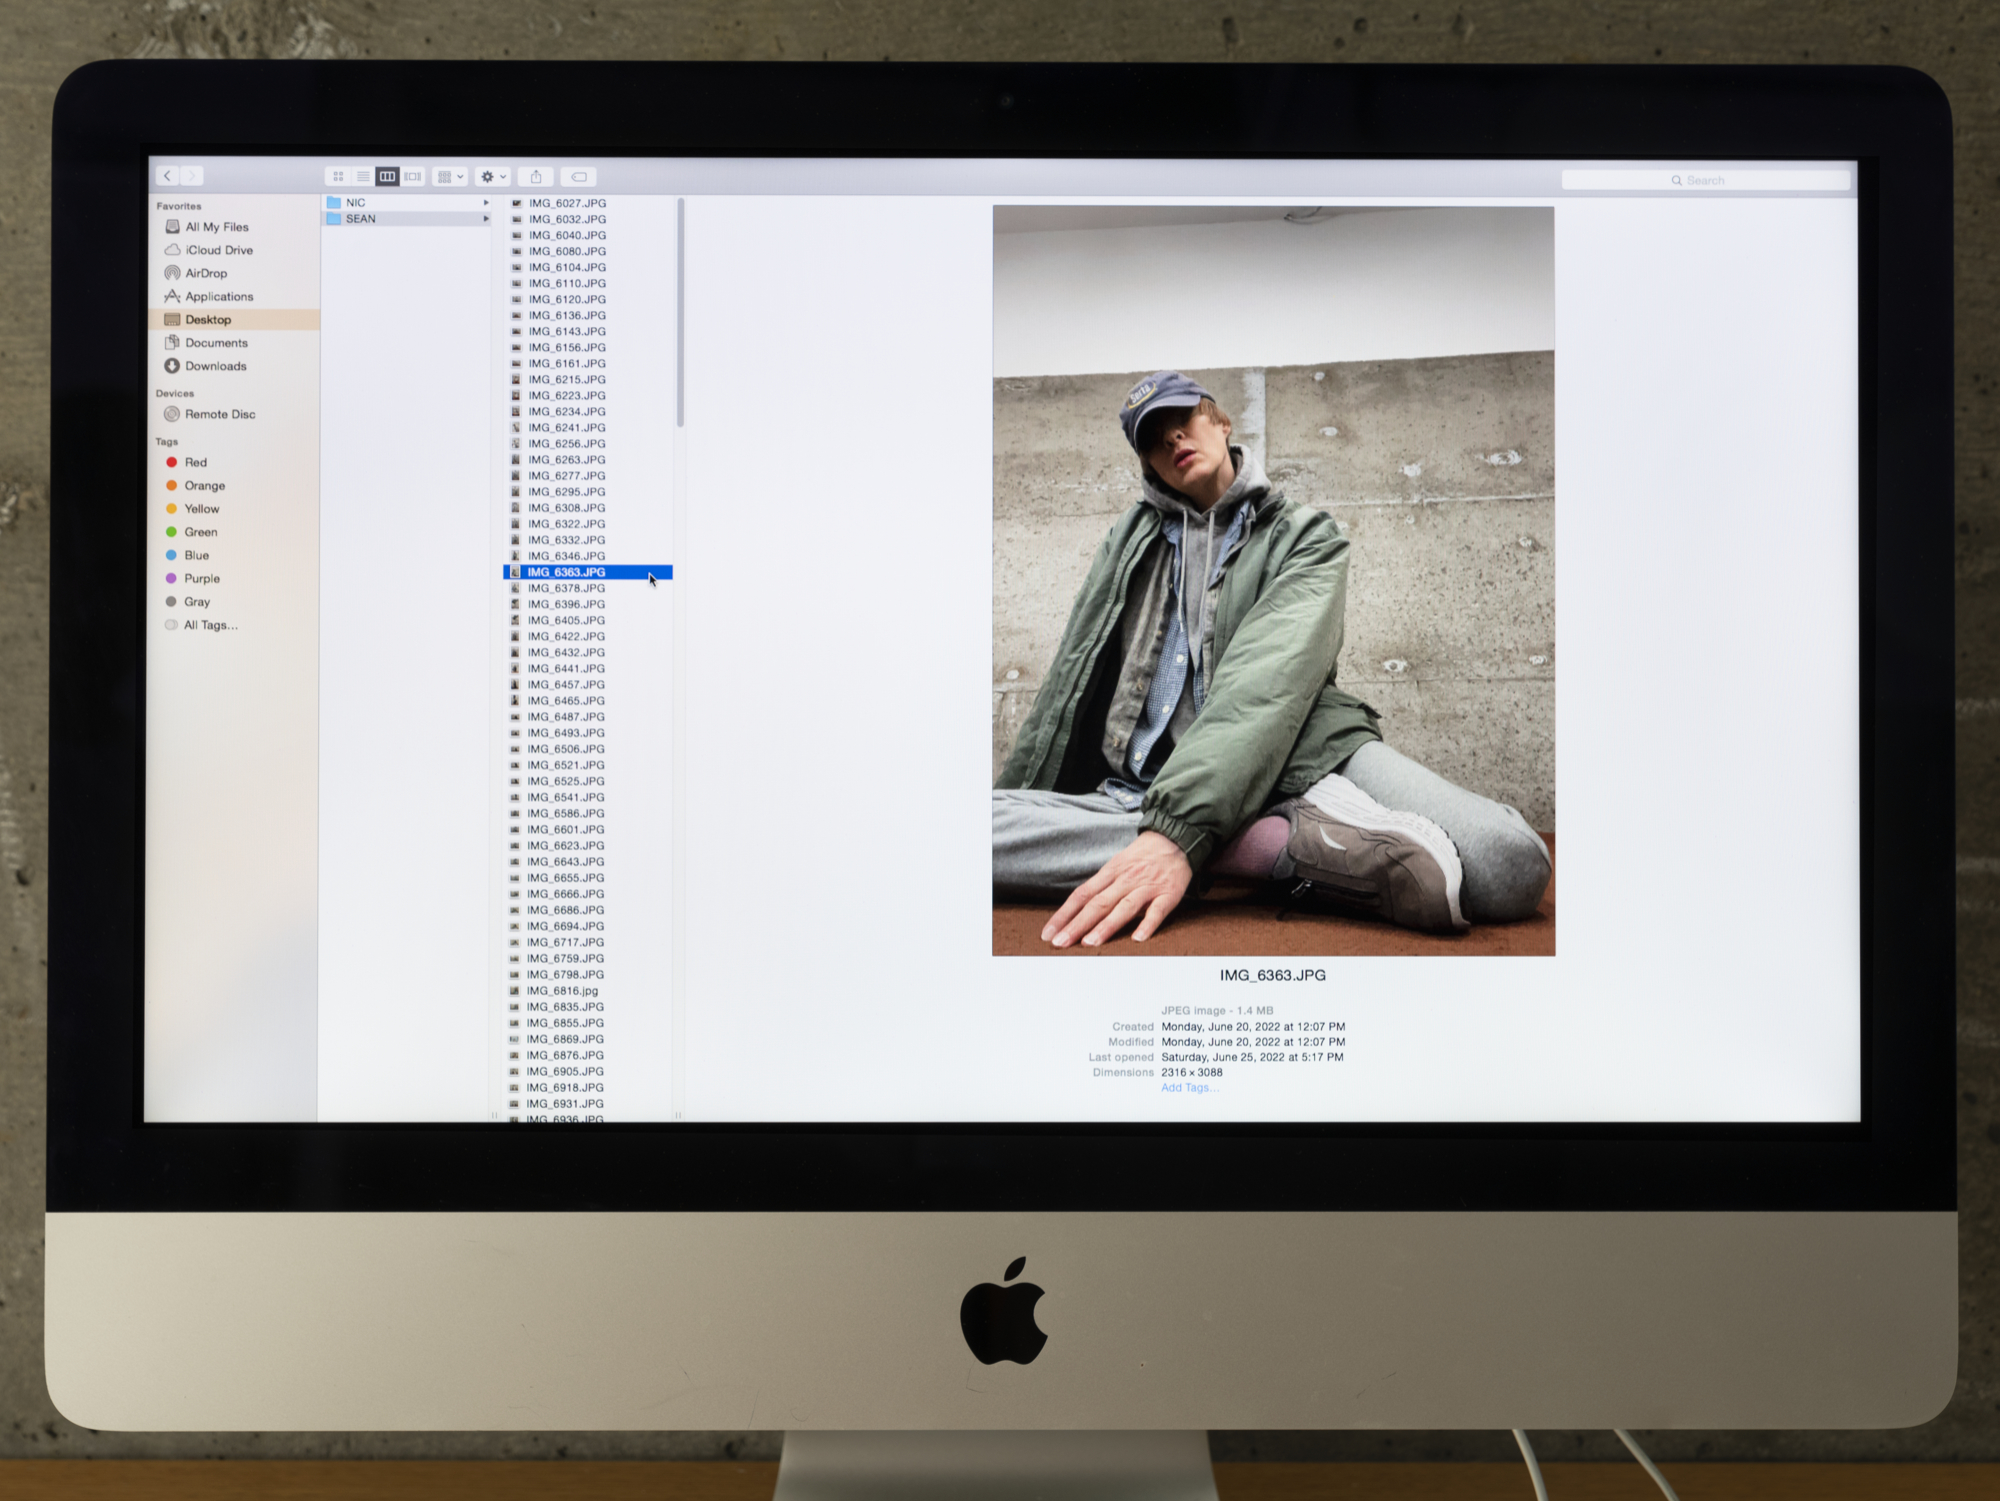 Search
Favorites
All My Files
iCloud Drive
AirDrop
Applications
Desktop
Documents
Downloads
Devices
Remote Disc
Tags
Red
Orange
Yellow
Green
Blue
Purple
Gray
All Tags...
NIC
SEAN
IMG_6027.JPG
IMG_6032.JPG
IMG_6040.JPG
IMG_6080.JPG
IMG_6104.JPG
IMG_6110.JPG
IMG_6120.JPG
IMG_6136.JPG
IMG_6143.JPG
IMG_6156.JPG
IMG_6161.JPG
IMG_6215.JPG
IMG_6223.JPG
IMG_6234.JPG
IMG_6241.JPG
IMG_6256.JPG
IMG_6263.JPG
IMG_6277.JPG
IMG_6295.JPG
IMG_6308.JPG
IMG_6322.JPG
IMG_6332.JPG
IMG_6346.JPG
IMG_6363.JPG
IMG_6378.JPG
IMG_6396.JPG
IMG_6405.JPG
IMG_6422.JPG
IMG_6432.JPG
IMG_6441.JPG
IMG_6457.JPG
IMG_6465.JPG
IMG_6487.JPG
IMG_6493.JPG
IMG_6506.JPG
IMG_6521.JPG
IMG_6525.JPG
IMG_6541.JPG
IMG_6586.JPG
IMG_6601.JPG
IMG_6623.JPG
IMG_6643.JPG
IMG_6655.JPG
IMG_6666.JPG
IMG_6686.JPG
IMG_6694.JPG
IMG_6717.JPG
IMG_6759.JPG
IMG_6798.JPG
IMG_6816.jpg
IMG_6835.JPG
IMG_6855.JPG
IMG_6869.JPG
IMG_6876.JPG
IMG_6905.JPG
IMG_6918.JPG
IMG_6931.JPG
IMG_6936.JPG
IMG_6363.JPG
JPEG image - 1.4 MB
Created Monday, June 20, 2022 at 12:07 PM
Modified Monday, June 20, 2022 at 12:07 PM
Last opened Saturday, June 25, 2022 at 5:17 PM
Dimensions 2316 × 3088
Add Tags...